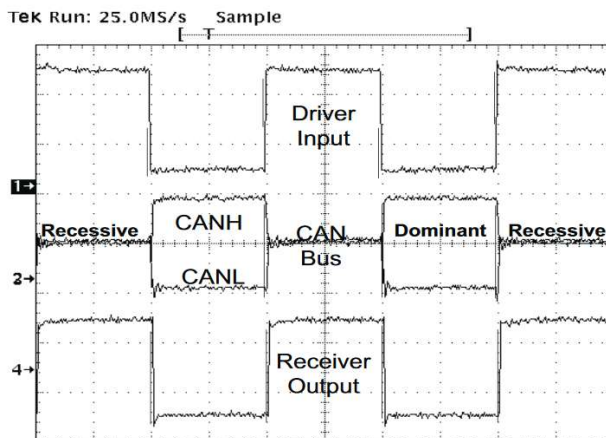 Tek Run: 25.0MS/s Sample
T
Driver
Input
1
Recessive CANH CAN Dominant Recessive
Bus
2 CANL
4 Receiver
Output